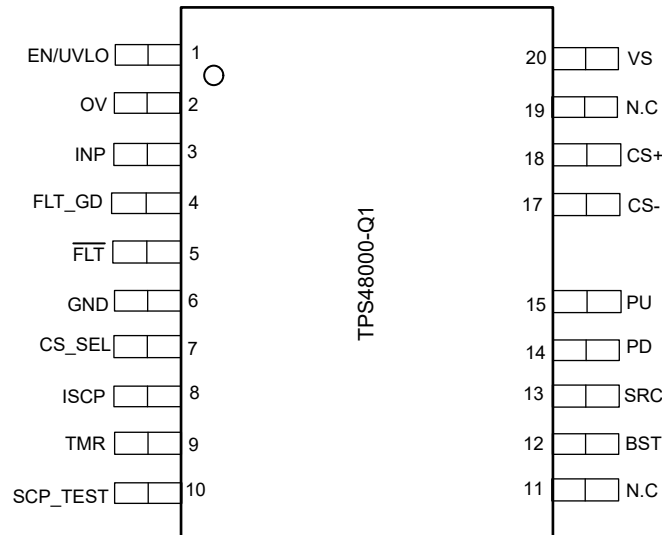 EN/UVLO 1
OV 2
INP 3
FLT_GD 4
FLT 5
GND 6
CS_SEL 7
ISCP 8
TMR 9
SCP_TEST 10
TPS48000-Q1
20 VS
19 N.C
18 CS+
17 CS-
15 PU
14 PD
13 SRC
12 BST
11 N.C